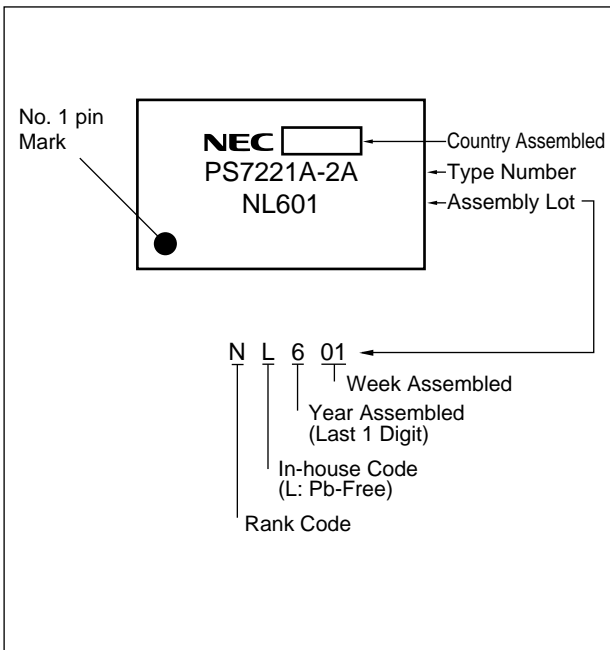 No. 1 pin
Mark
NEC
Country Assembled
PS7221A-2A
Type Number
NL601
Assembly Lot
N L 6 01
Week Assembled
Year Assembled
(Last 1 Digit)
In-house Code
(L: Pb-Free)
Rank Code